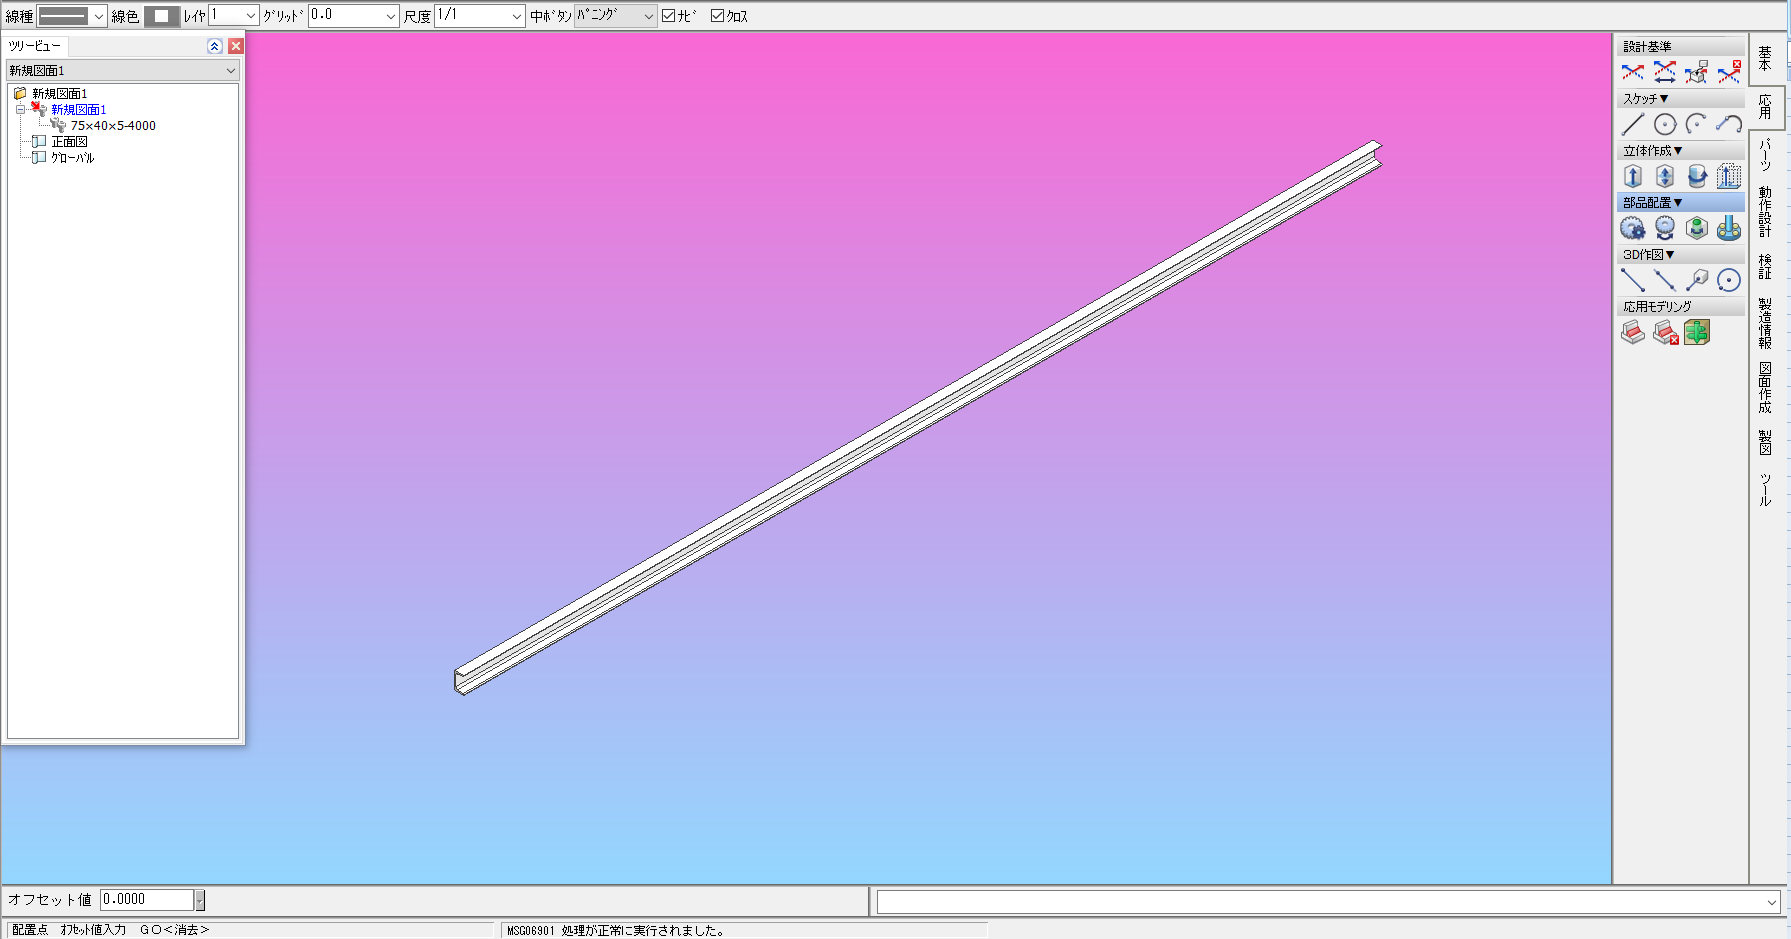 線種 線色 ﾚｲﾔ 1 ｸﾞﾘｯﾄﾞ 0.0 尺度 1/1 中ﾎﾞﾀﾝ ﾊﾟﾆﾝｸﾞ ﾅﾋﾞ ｸﾛｽ
ﾂﾘｰﾋﾞｭｰ
新規図面1
新規図面1
新規図面1
75×40×5-4000
正面図
ｸﾞﾛｰﾊﾞﾙ
設計基準
スケッチ▼
立体作成▼
部品配置▼
3D作図▼
応用モデリング
基本
応用
パーツ
動作設計
検証
製造情報
図面作成
製図
ツール
オフセット値 0.0000
配置点 ｵﾌｾｯﾄ値入力 GO<消去>
MSG06901 処理が正常に実行されました。